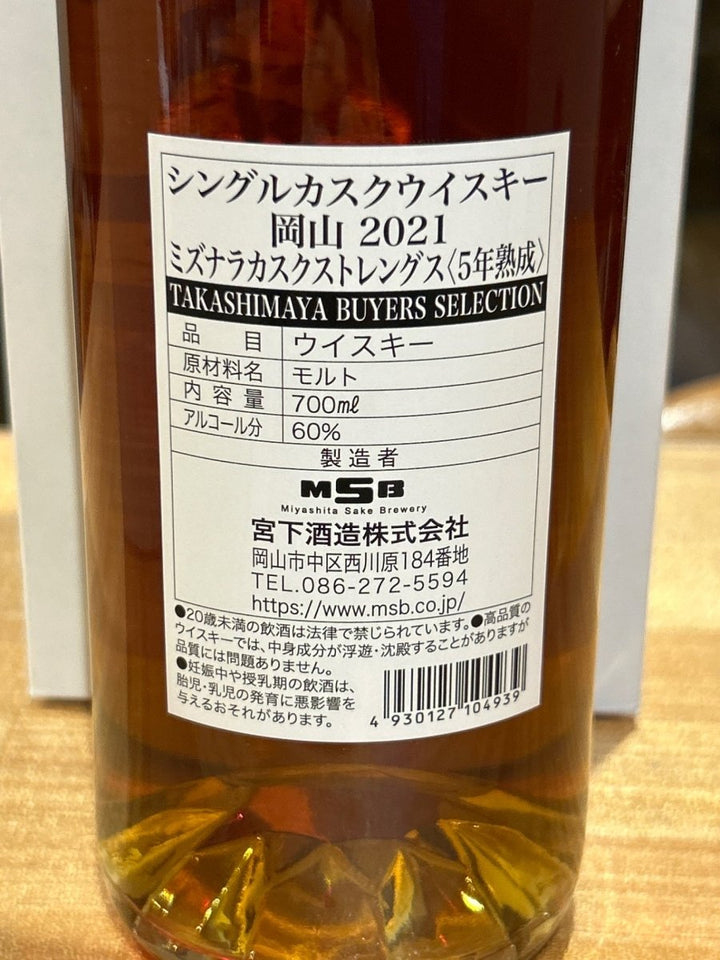 シングルカスクウイスキー
岡山 2021
ミズナラカスクストレングス〈5年熟成〉
TAKASHIMAYA BUYERS SELECTION
品目 ウイスキー
原材料名 モルト
内容量 700㎖
アルコール分 60%
製造者
MSB
Miyashita Sake Brewery
宮下酒造株式会社
岡山市中区西川原184番地
TEL.086-272-5594
https://www.msb.co.jp/
●20歳未満の飲酒は法律で禁じられています。●高品質の
ウイスキーでは、中身成分が浮遊・沈殿することがありますが
品質には問題ありません。
●妊娠中や授乳期の飲酒は、
胎児・乳児の発育に悪影響を
与えるおそれがあります。
4 930127 104939